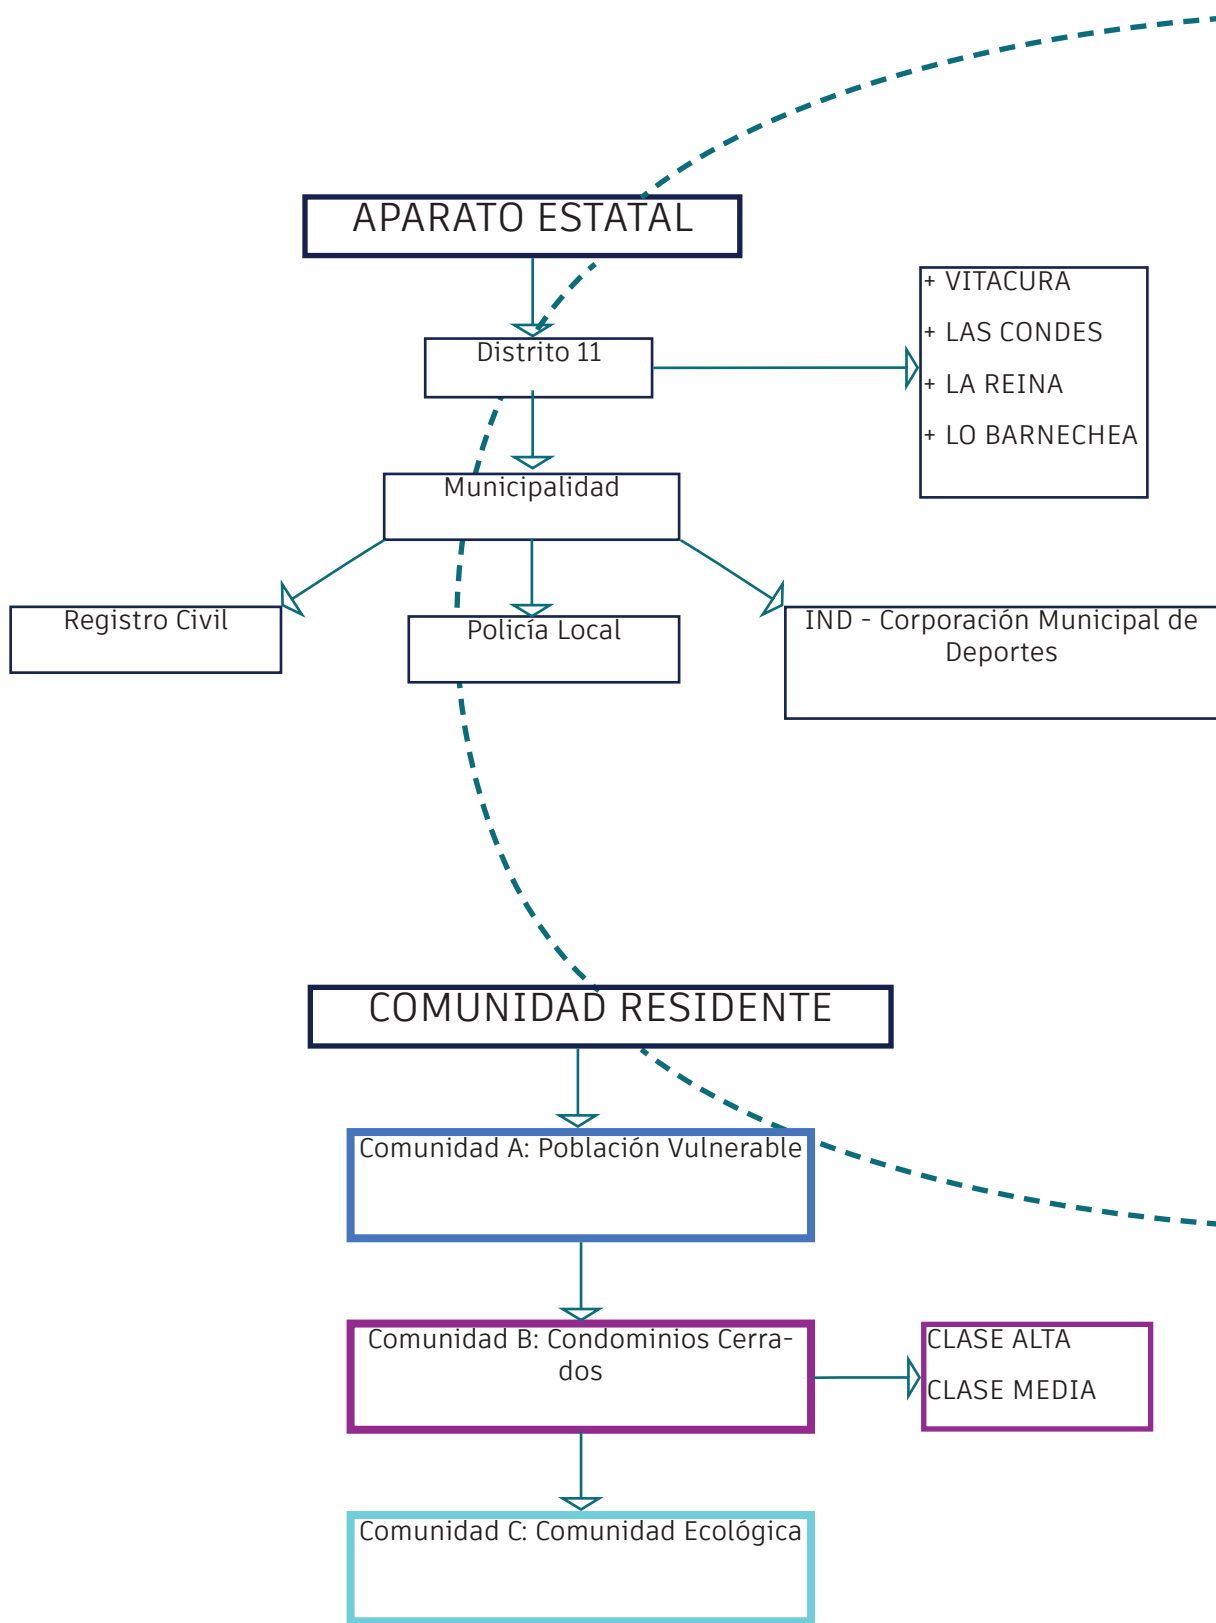 APARATO ESTATAL
Distrito 11
+ VITACURA
+ LAS CONDES
+ LA REINA
+ LO BARNECHEA
Municipalidad
Registro Civil
Policía Local
IND - Corporación Municipal de
Deportes
COMUNIDAD RESIDENTE
Comunidad A: Población Vulnerable
Comunidad B: Condominios Cerra-
dos
CLASE ALTA
CLASE MEDIA
Comunidad C: Comunidad Ecológica